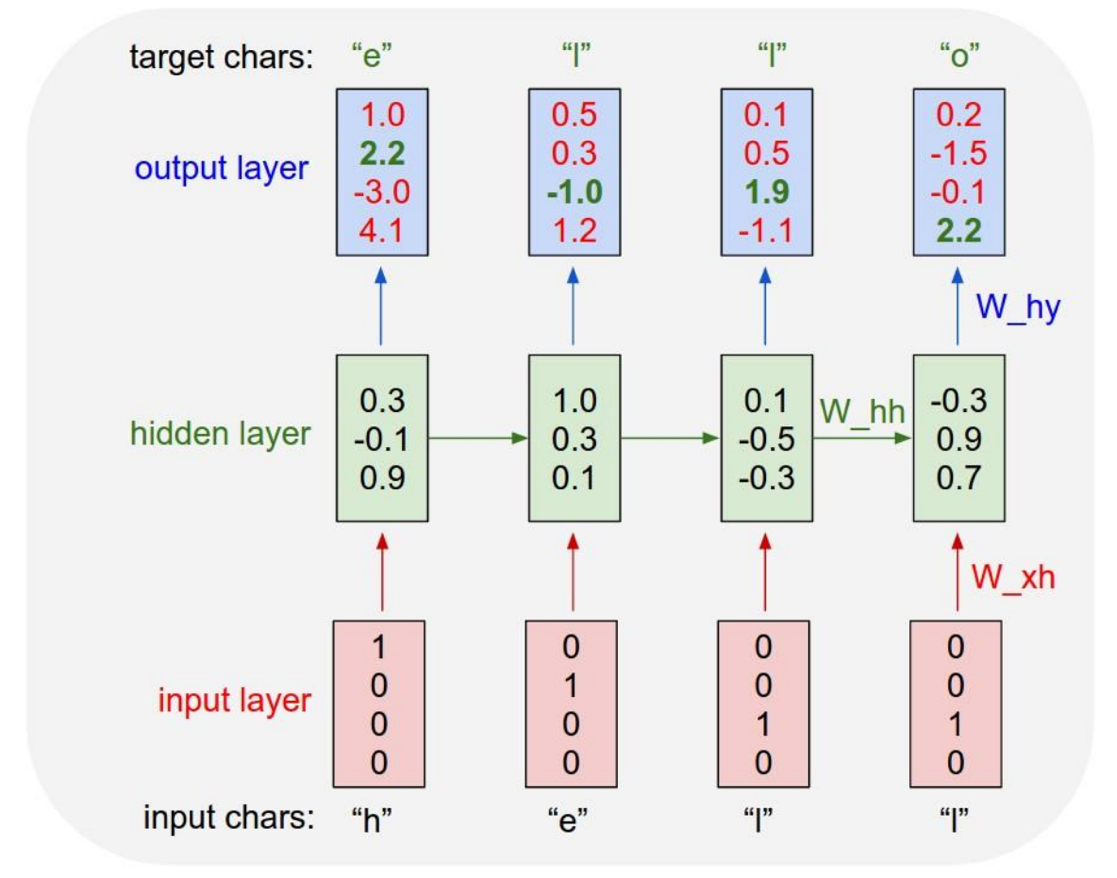 target chars: “e” “l” “l” “o”
output layer
1.0 0.5 0.1 0.2
2.2 0.3 0.5 -1.5
-3.0 -1.0 1.9 -0.1
4.1 1.2 -1.1 2.2
W_hy
hidden layer
0.3 1.0 0.1 -0.3
-0.1 0.3 -0.5 0.9
0.9 0.1 -0.3 0.7
W_hh
W_xh
input layer
1 0 0 0
0 1 0 0
0 0 1 1
0 0 0 0
input chars: “h” “e” “l” “l”